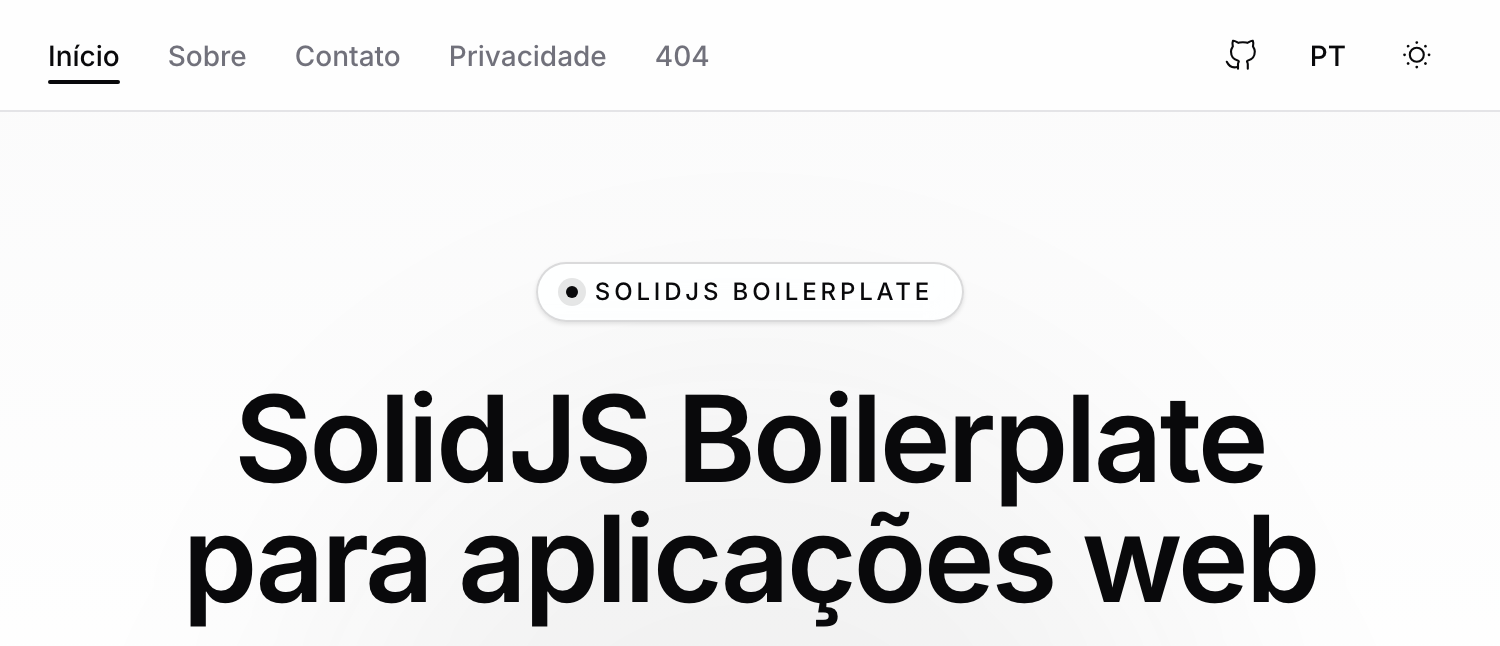 Início Sobre Contato Privacidade 404 PT
SOLIDJS BOILERPLATE
SolidJS Boilerplate
para aplicações web